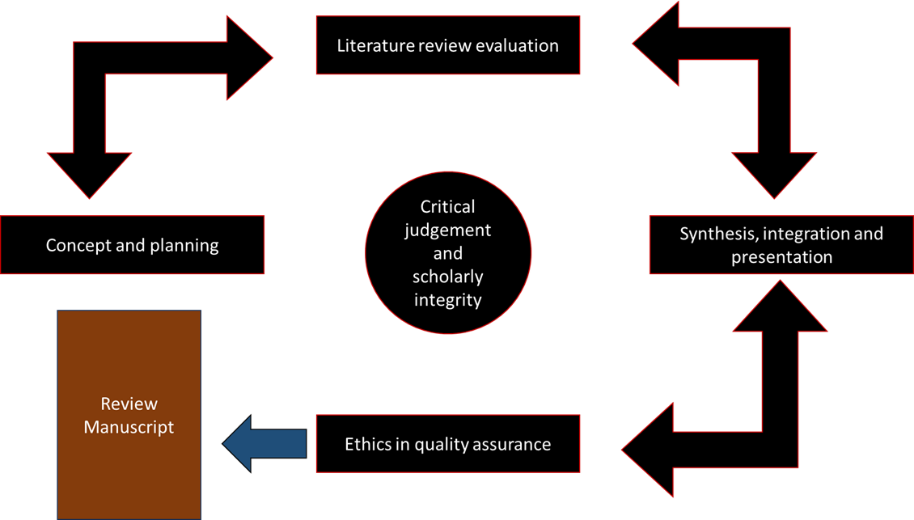 Literature review evaluation
Concept and planning
Critical
judgement
and
scholarly
integrity
Synthesis, integration and
presentation
Review
Manuscript
Ethics in quality assurance